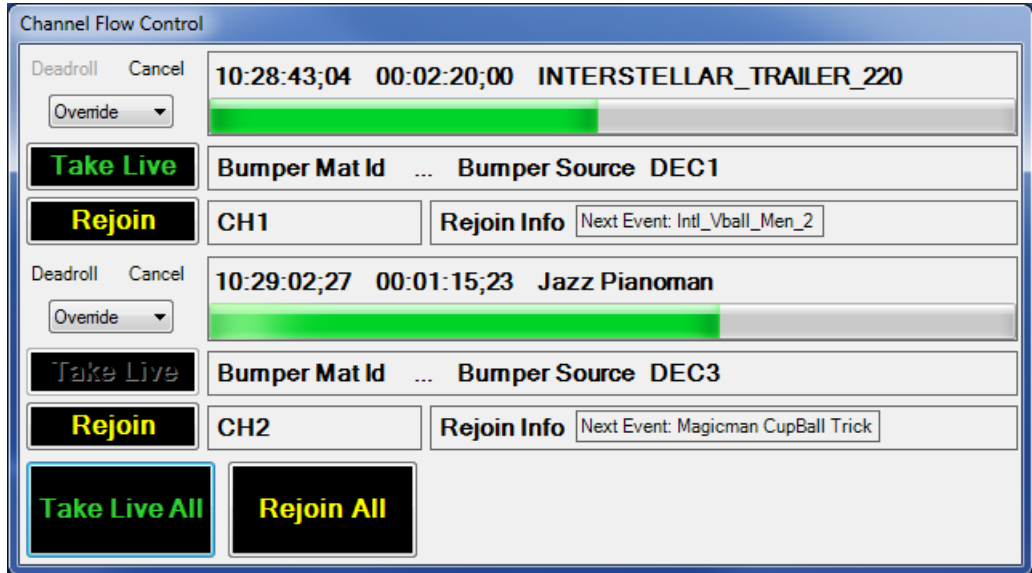 Channel Flow Control
Deadroll Cancel
10:28:43;04 00:02:20;00 INTERSTELLAR_TRAILER_220
Override
Take Live
Bumper Mat Id ... Bumper Source DEC1
Rejoin
CH1
Rejoin Info Next Event: Intl_Vball_Men_2
Deadroll Cancel
10:29:02;27 00:01:15;23 Jazz Pianoman
Override
Take Live
Bumper Mat Id ... Bumper Source DEC3
Rejoin
CH2
Rejoin Info Next Event: Magicman CupBall Trick
Take Live All
Rejoin All